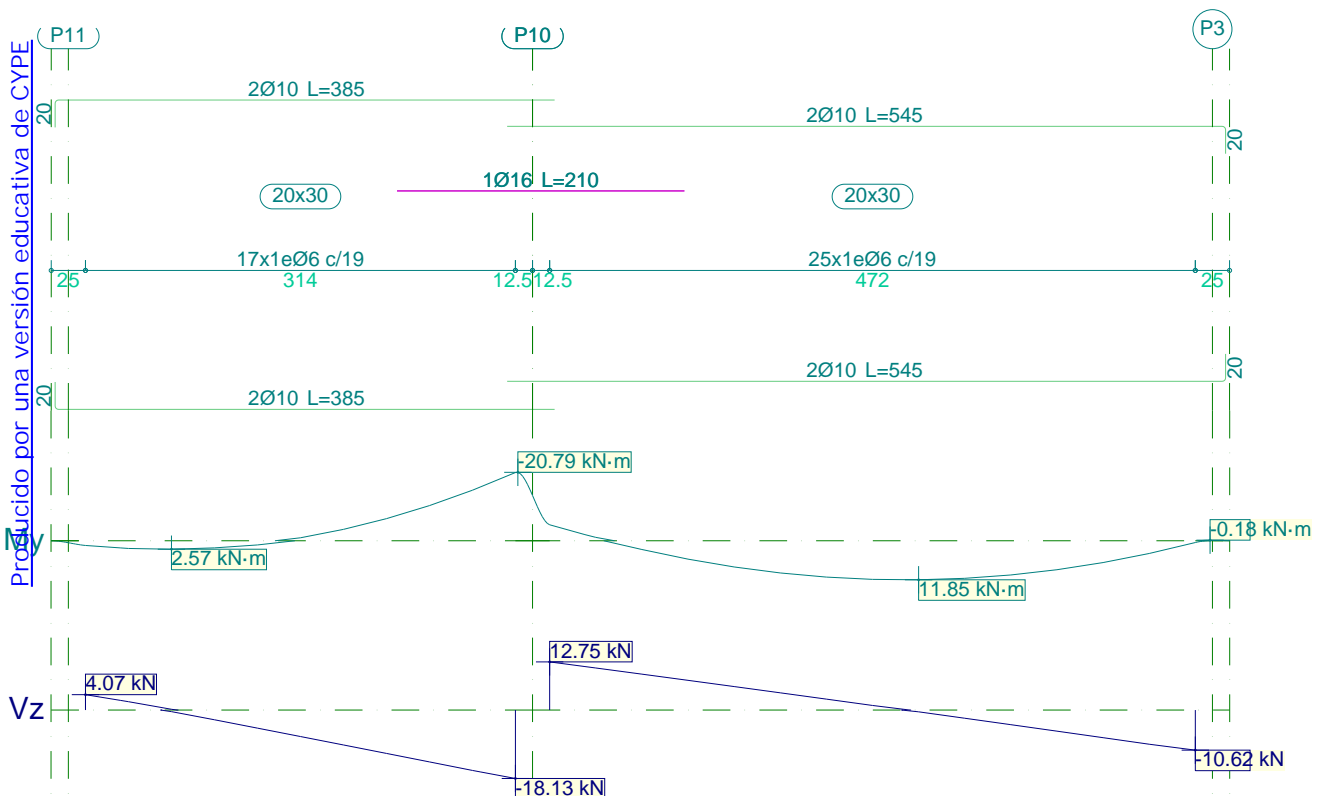 P11
P10
P3
Producido por una versión educativa de CYPE
2Ø10 L=385
20
2Ø10 L=545
20
1Ø16 L=210
20x30
20x30
17x1eØ6 c/19
25x1eØ6 c/19
25
314
12.5
12.5
472
25
2Ø10 L=545
20
20
2Ø10 L=385
-20.79 kN·m
My
-0.18 kN·m
2.57 kN·m
11.85 kN·m
12.75 kN
4.07 kN
Vz
-10.62 kN
-18.13 kN